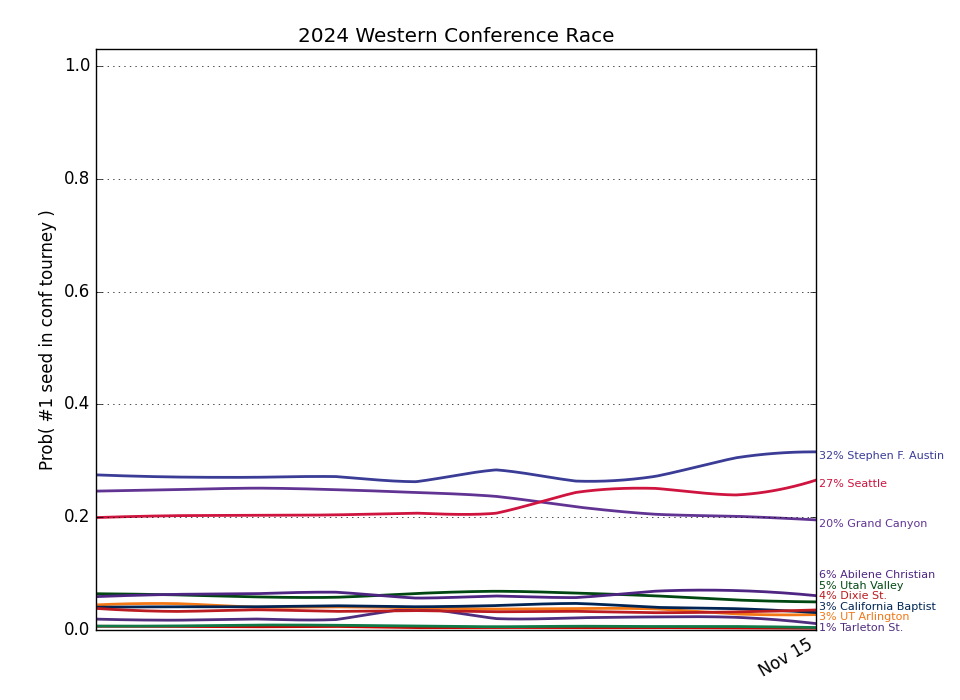 2024 Western Conference Race
Prob( #1 seed in conf tourney )
1.0
0.8
0.6
0.4
0.2
0.0
32% Stephen F. Austin
27% Seattle
20% Grand Canyon
6% Abilene Christian
5% Utah Valley
4% Dixie St.
3% California Baptist
3% UT Arlington
1% Tarleton St.
Nov 15